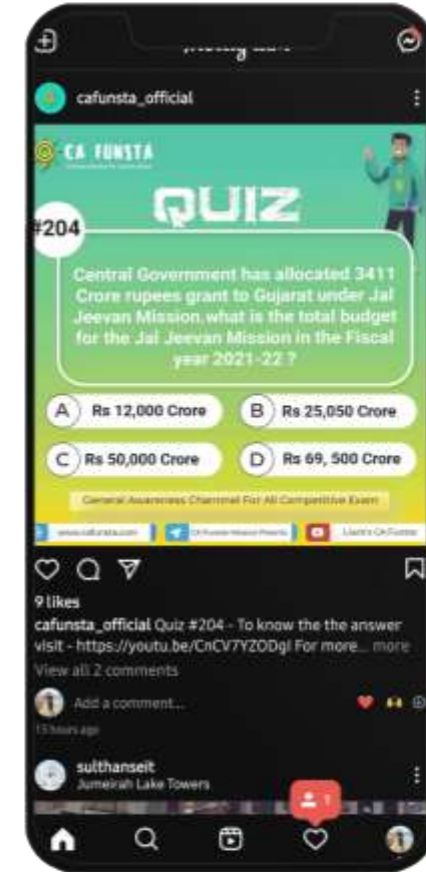 cafunsta_official
CA FUNSTA
QUIZ
#204
Central Government has allocated 3411
Crore rupees grant to Gujarat under Jal
Jeevan Mission, what is the total budget
for the Jal Jeevan Mission in the Fiscal
year 2021-22 ?
A Rs 12,000 Crore
B Rs 25,050 Crore
C Rs 50,000 Crore
D Rs 69, 500 Crore
General Awareness Channel For All Competitive Exam
www.cafunsta.com
9 likes
cafunsta_official Quiz #204 - To know the the answer
visit - https://youtu.be/CnCV7YZODgI For more... more
View all 2 comments
Add a comment...
15 hours ago
sulthanseit
Jumeirah Lake Towers
1